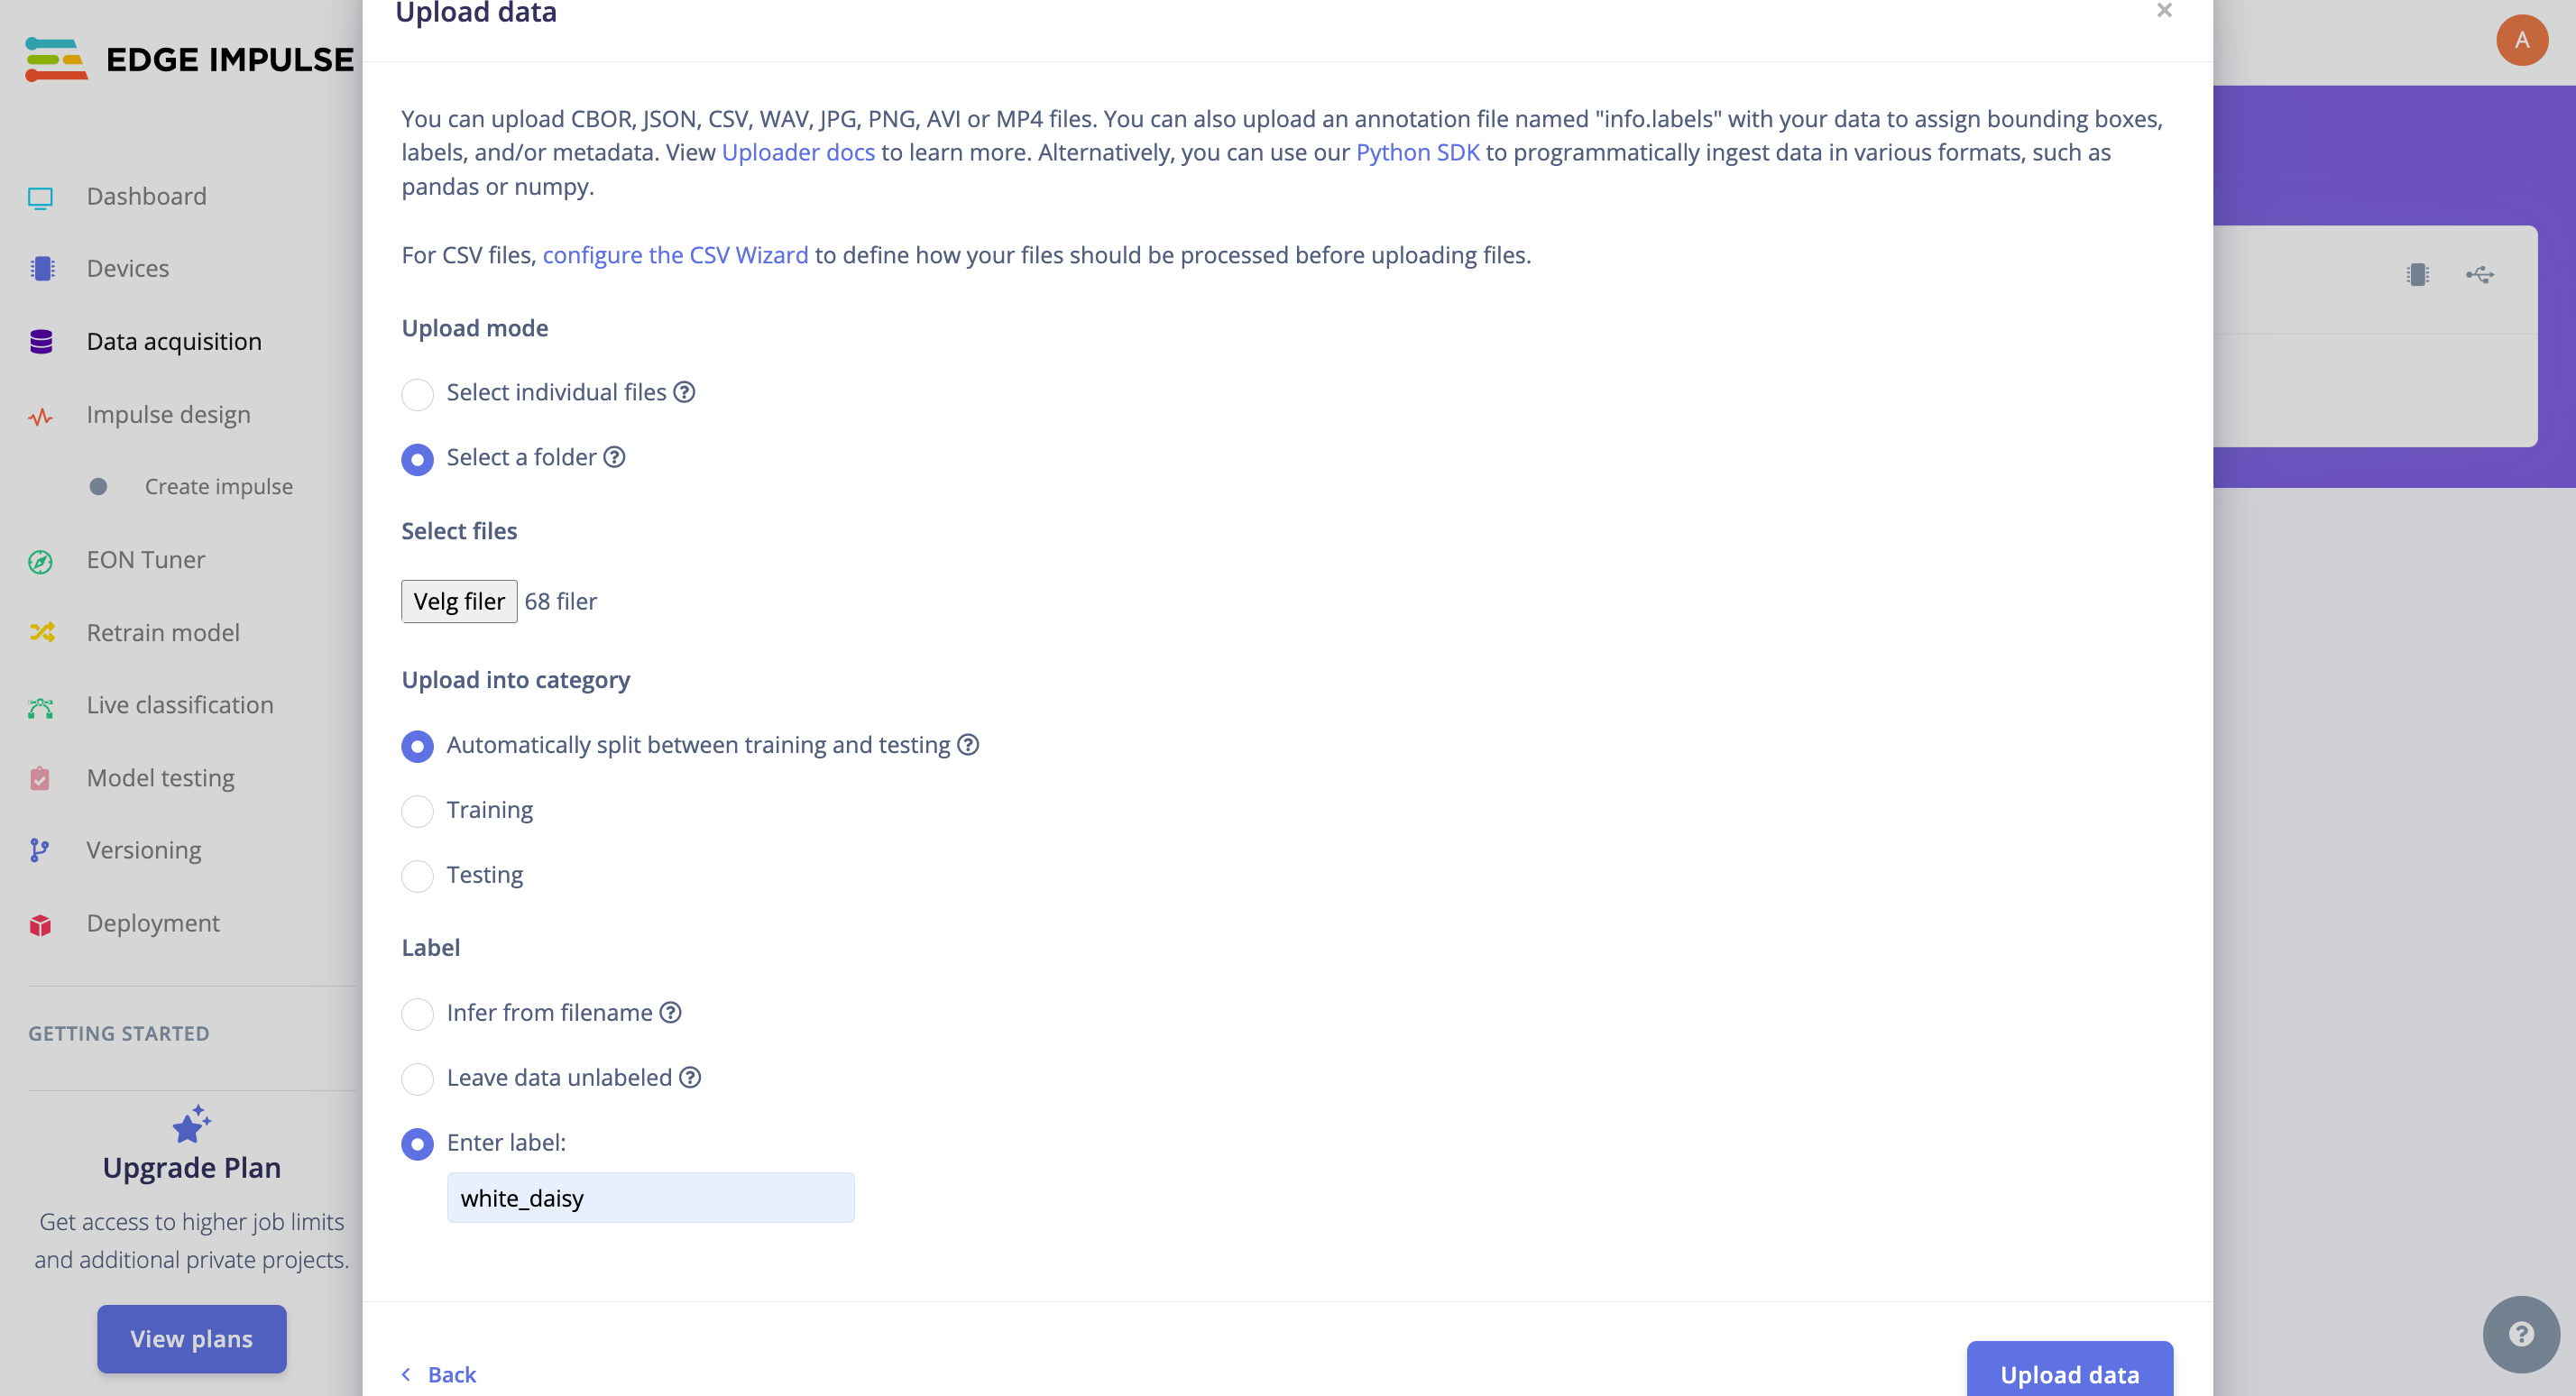 EDGE IMPULSE
Dashboard
Devices
Data acquisition
Impulse design
Create impulse
EON Tuner
Retrain model
Live classification
Model testing
Versioning
Deployment
GETTING STARTED
Upgrade Plan
Get access to higher job limits
and additional private projects.
View plans
Upload data
×
You can upload CBOR, JSON, CSV, WAV, JPG, PNG, AVI or MP4 files. You can also upload an annotation file named "info.labels" with your data to assign bounding boxes,
labels, and/or metadata. View Uploader docs to learn more. Alternatively, you can use our Python SDK to programmatically ingest data in various formats, such as
pandas or numpy.
For CSV files, configure the CSV Wizard to define how your files should be processed before uploading files.
Upload mode
Select individual files ?
Select a folder ?
Select files
Velg filer 68 filer
Upload into category
Automatically split between training and testing ?
Training
Testing
Label
Infer from filename ?
Leave data unlabeled ?
Enter label:
white_daisy
Back
Upload data
A
?